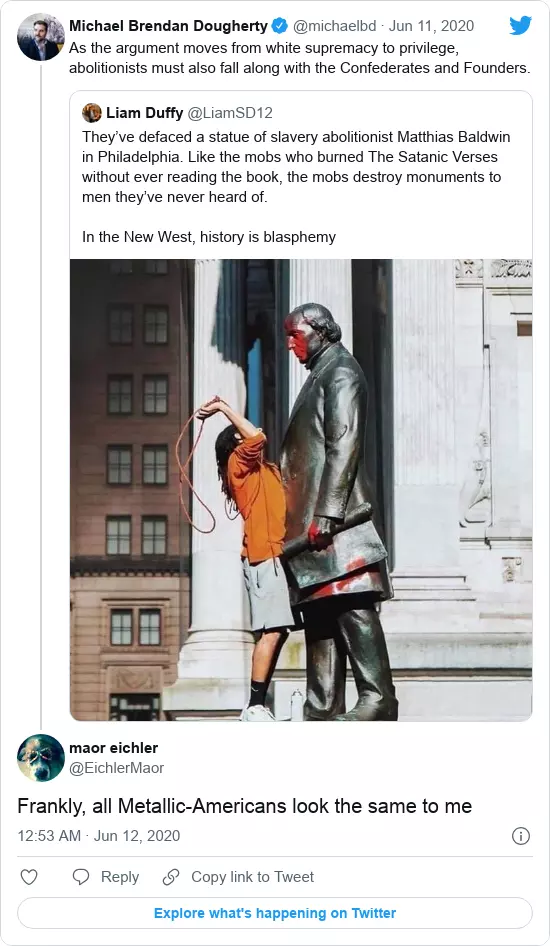 Michael Brendan Dougherty @michaelbd · Jun 11, 2020
As the argument moves from white supremacy to privilege,
abolitionists must also fall along with the Confederates and Founders.
Liam Duffy @LiamSD12
They’ve defaced a statue of slavery abolitionist Matthias Baldwin
in Philadelphia. Like the mobs who burned The Satanic Verses
without ever reading the book, the mobs destroy monuments to
men they’ve never heard of.
In the New West, history is blasphemy
maor eichler
@EichlerMaor
Frankly, all Metallic-Americans look the same to me
12:53 AM · Jun 12, 2020
Reply
Copy link to Tweet
Explore what's happening on Twitter